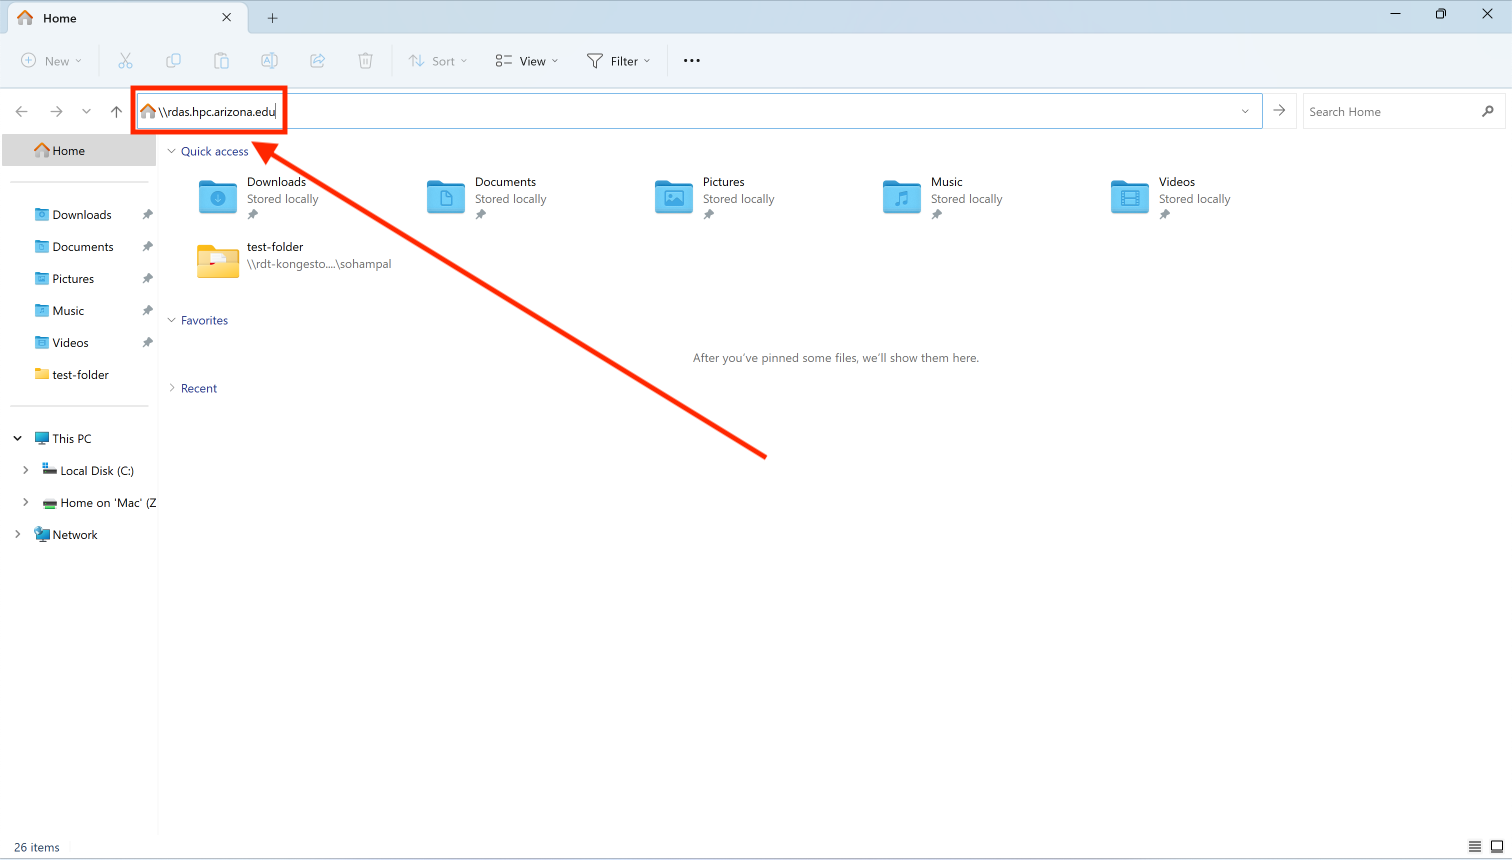 Home
New
Sort
View
Filter
\\rdas.hpc.arizona.edu
Search Home
Home
Downloads
Documents
Pictures
Music
Videos
test-folder
This PC
Local Disk (C:)
Home on 'Mac' (Z
Network
Quick access
Downloads
Stored locally
Documents
Stored locally
Pictures
Stored locally
Music
Stored locally
Videos
Stored locally
test-folder
\\rdt-kongesto....\sohampal
Favorites
After you've pinned some files, we'll show them here.
Recent
26 items